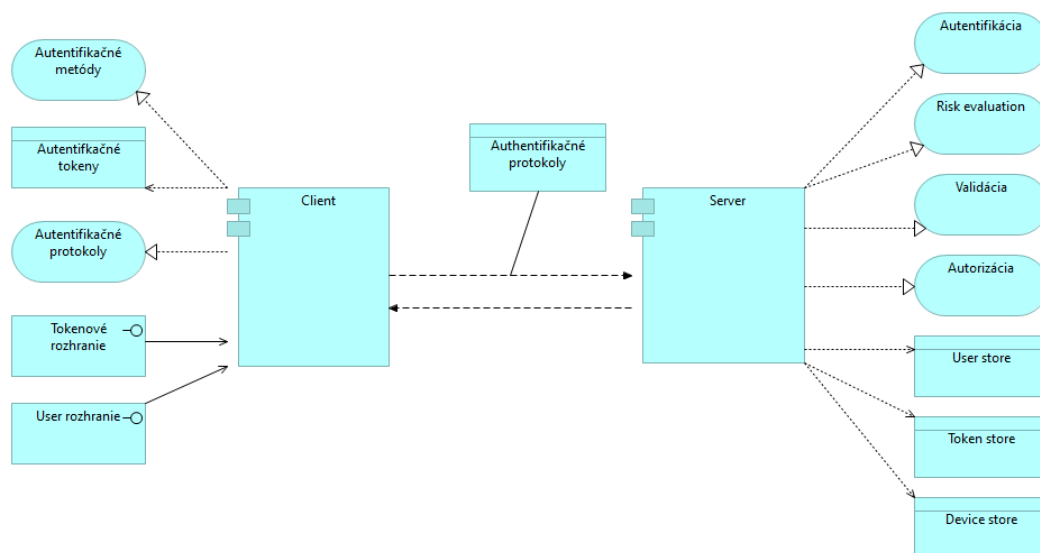 Autentifikačné
metódy
Autentifkačné
tokeny
Autentifikačné
protokoly
Tokenové
rozhranie
User rozhranie
Client
Authentifikačné
protokoly
Server
Autentifikácia
Risk evaluation
Validácia
Autorizácia
User store
Token store
Device store